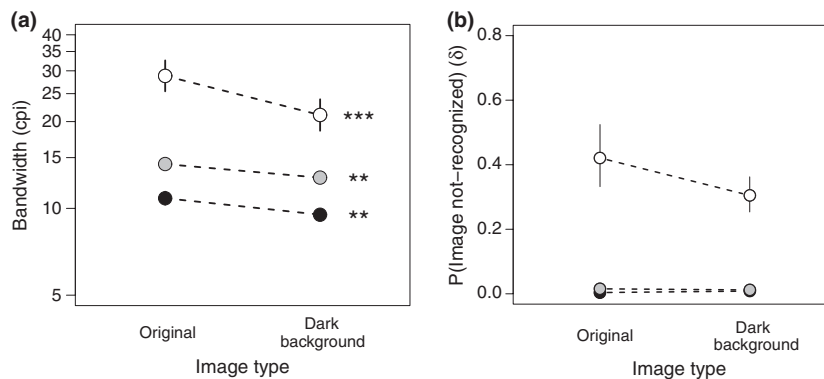 (a)
Bandwidth (cpi)
40
35
30
25
20
15
10
5
***
**
**
Original
Dark
background
Image type
(b)
P(Image not−recognized) (δ)
0.8
0.6
0.4
0.2
0.0
Original
Dark
background
Image type